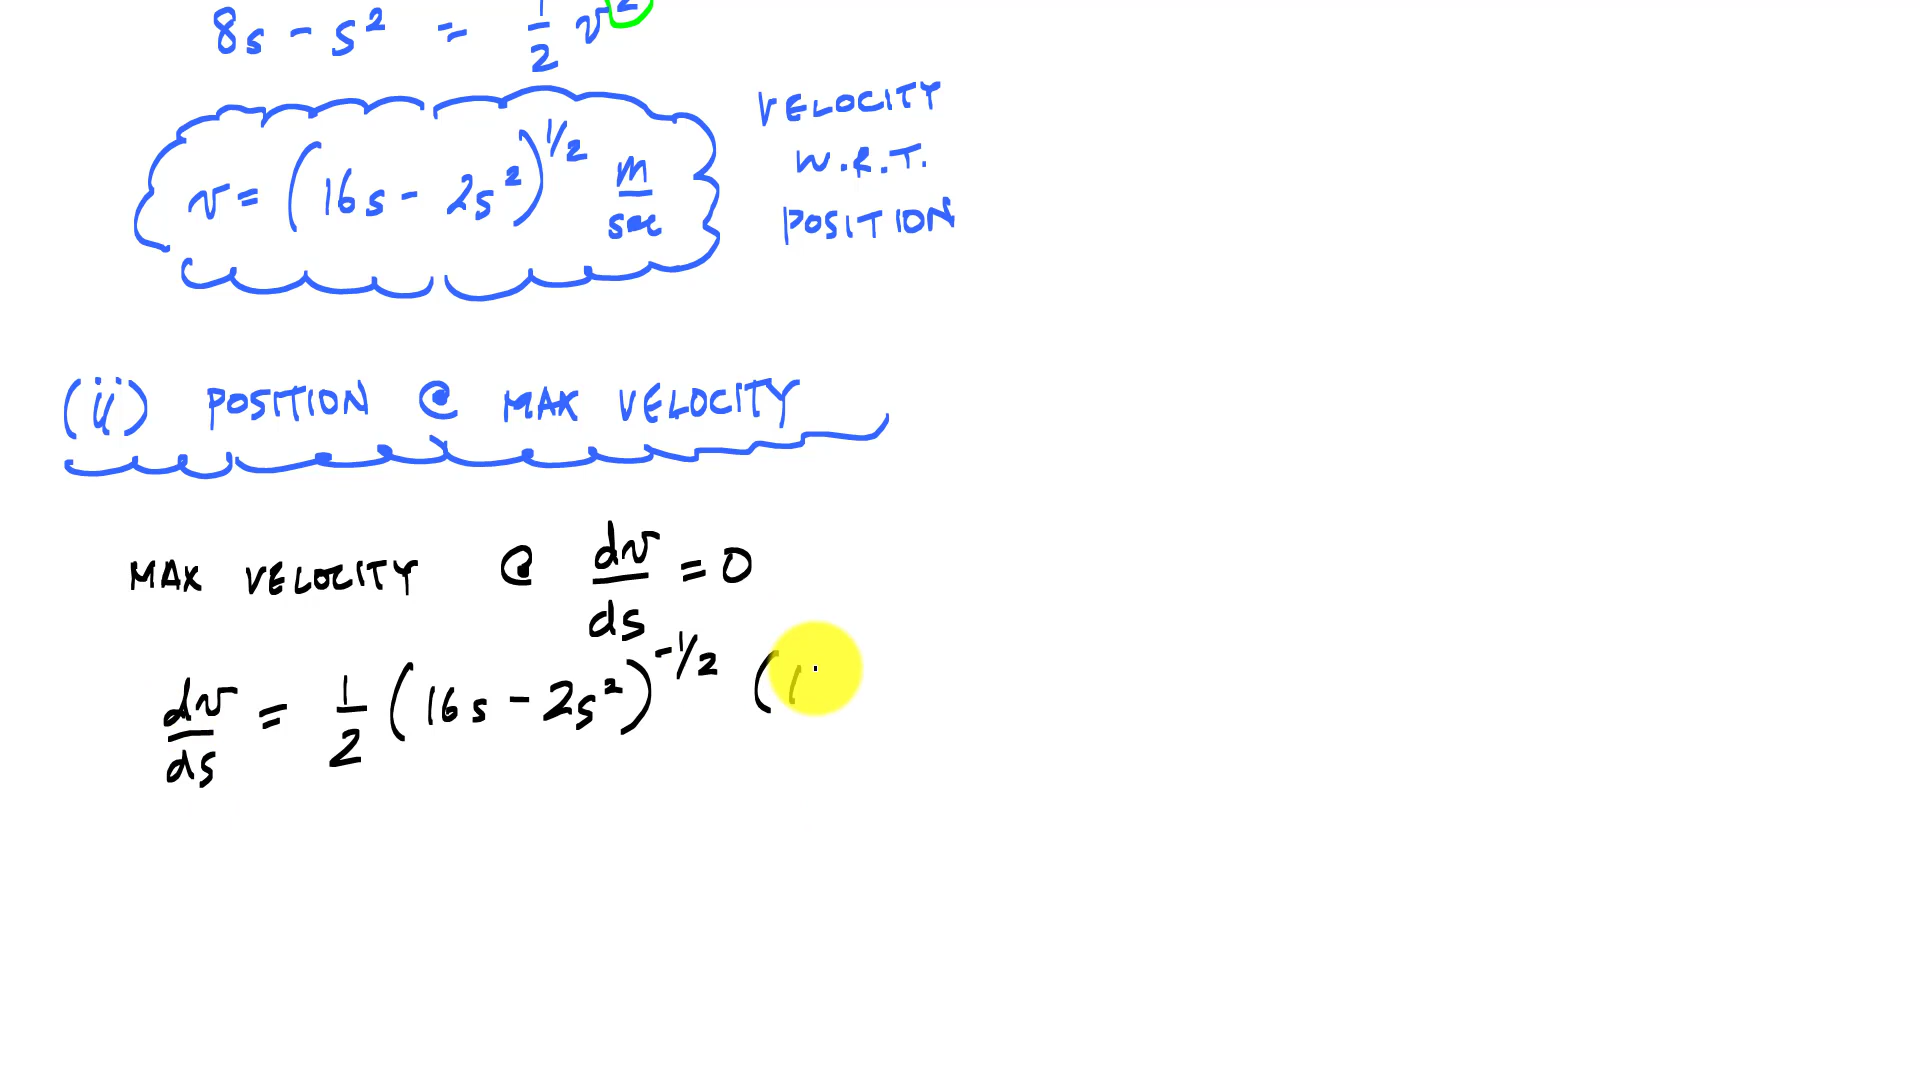 8s - s² = 1/2 v²
v = (16s - 2s²)^1/2 m/sec
VELOCITY
W.R.T.
POSITION
(ii) POSITION @ MAX VELOCITY
MAX VELOCITY @ dv/ds = 0
dv/ds = 1/2 (16s - 2s²)^-1/2 (1